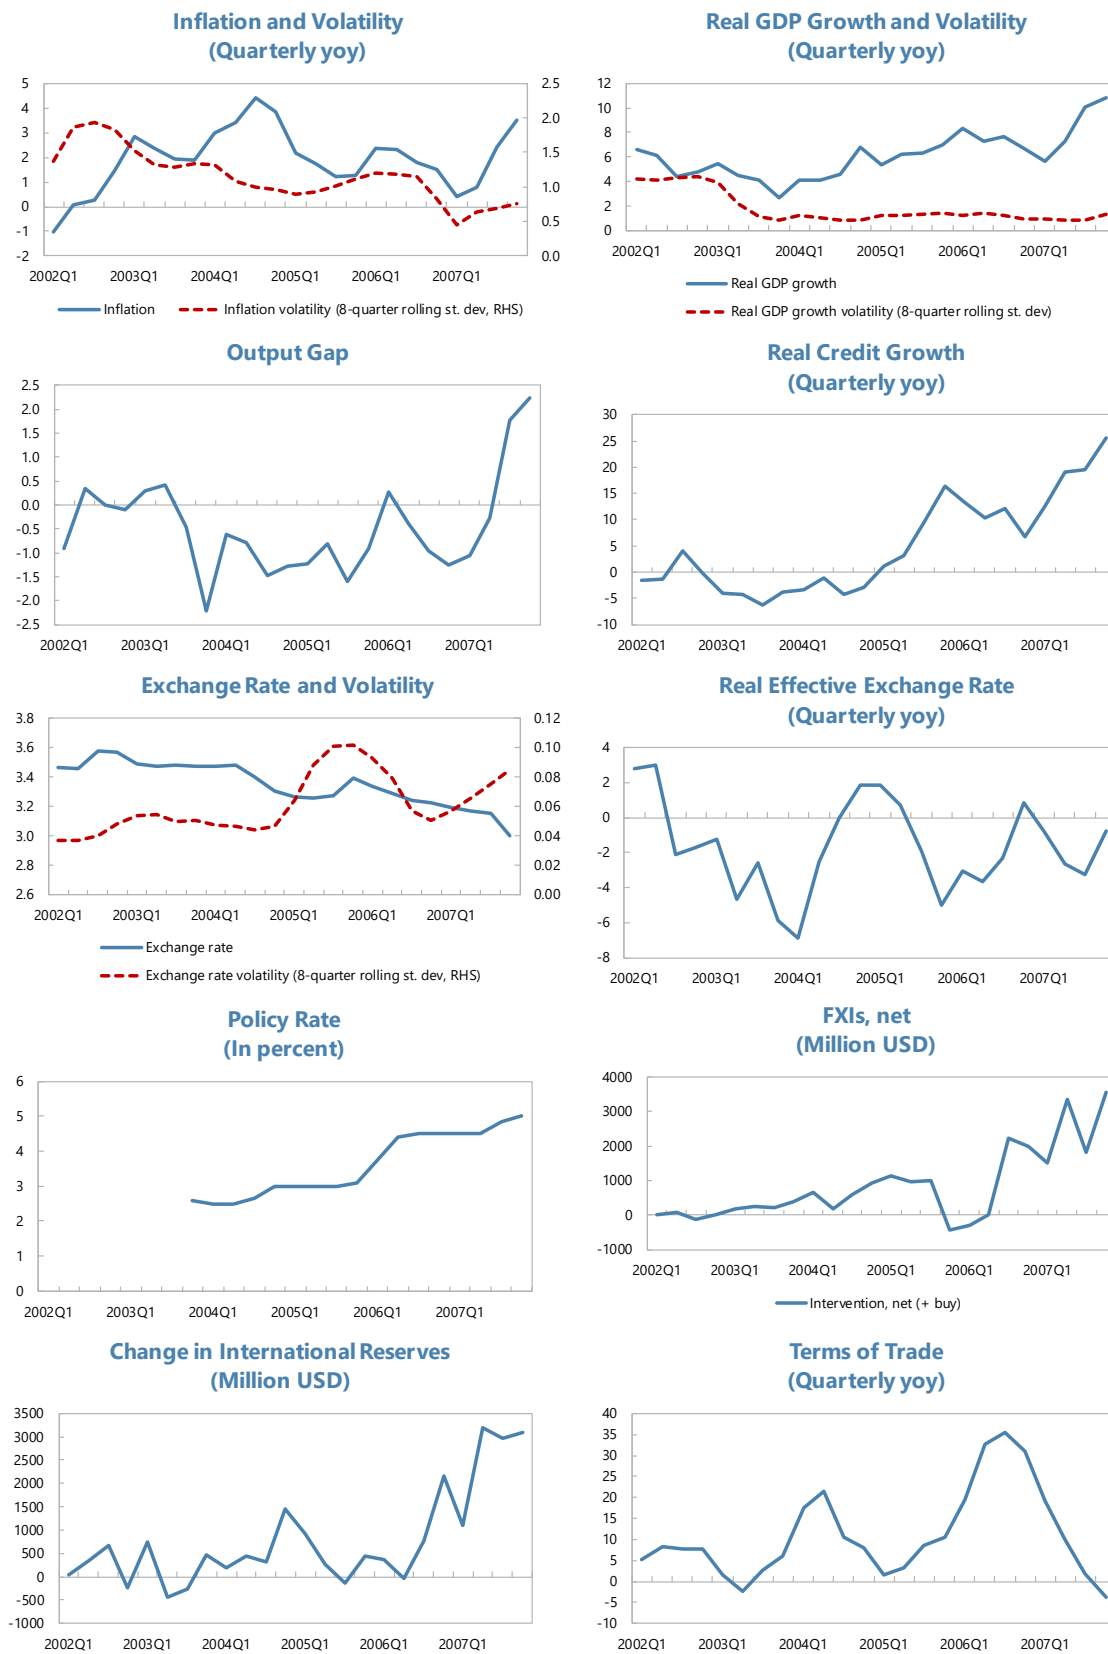 Inflation and Volatility
(Quarterly yoy)
5
4
3
2
1
0
-1
-2
2.5
2.0
1.5
1.0
0.5
0.0
2002Q1 2003Q1 2004Q1 2005Q1 2006Q1 2007Q1
Inflation Inflation volatility (8-quarter rolling st. dev, RHS)
Real GDP Growth and Volatility
(Quarterly yoy)
12
10
8
6
4
2
0
2002Q1 2003Q1 2004Q1 2005Q1 2006Q1 2007Q1
Real GDP growth
Real GDP growth volatility (8-quarter rolling st. dev)
Output Gap
2.5
2.0
1.5
1.0
0.5
0.0
-0.5
-1.0
-1.5
-2.0
-2.5
2002Q1 2003Q1 2004Q1 2005Q1 2006Q1 2007Q1
Real Credit Growth
(Quarterly yoy)
30
25
20
15
10
5
0
-5
-10
2002Q1 2003Q1 2004Q1 2005Q1 2006Q1 2007Q1
Exchange Rate and Volatility
3.8
3.6
3.4
3.2
3.0
2.8
2.6
0.12
0.10
0.08
0.06
0.04
0.02
0.00
2002Q1 2003Q1 2004Q1 2005Q1 2006Q1 2007Q1
Exchange rate
Exchange rate volatility (8-quarter rolling st. dev, RHS)
Real Effective Exchange Rate
(Quarterly yoy)
4
2
0
-2
-4
-6
-8
2002Q1 2003Q1 2004Q1 2005Q1 2006Q1 2007Q1
Policy Rate
(In percent)
6
5
4
3
2
1
0
2002Q1 2003Q1 2004Q1 2005Q1 2006Q1 2007Q1
FXIs, net
(Million USD)
4000
3000
2000
1000
0
-1000
2002Q1 2003Q1 2004Q1 2005Q1 2006Q1 2007Q1
Intervention, net (+ buy)
Change in International Reserves
(Million USD)
3500
3000
2500
2000
1500
1000
500
0
-500
-1000
2002Q1 2003Q1 2004Q1 2005Q1 2006Q1 2007Q1
Terms of Trade
(Quarterly yoy)
40
35
30
25
20
15
10
5
0
-5
-10
2002Q1 2003Q1 2004Q1 2005Q1 2006Q1 2007Q1